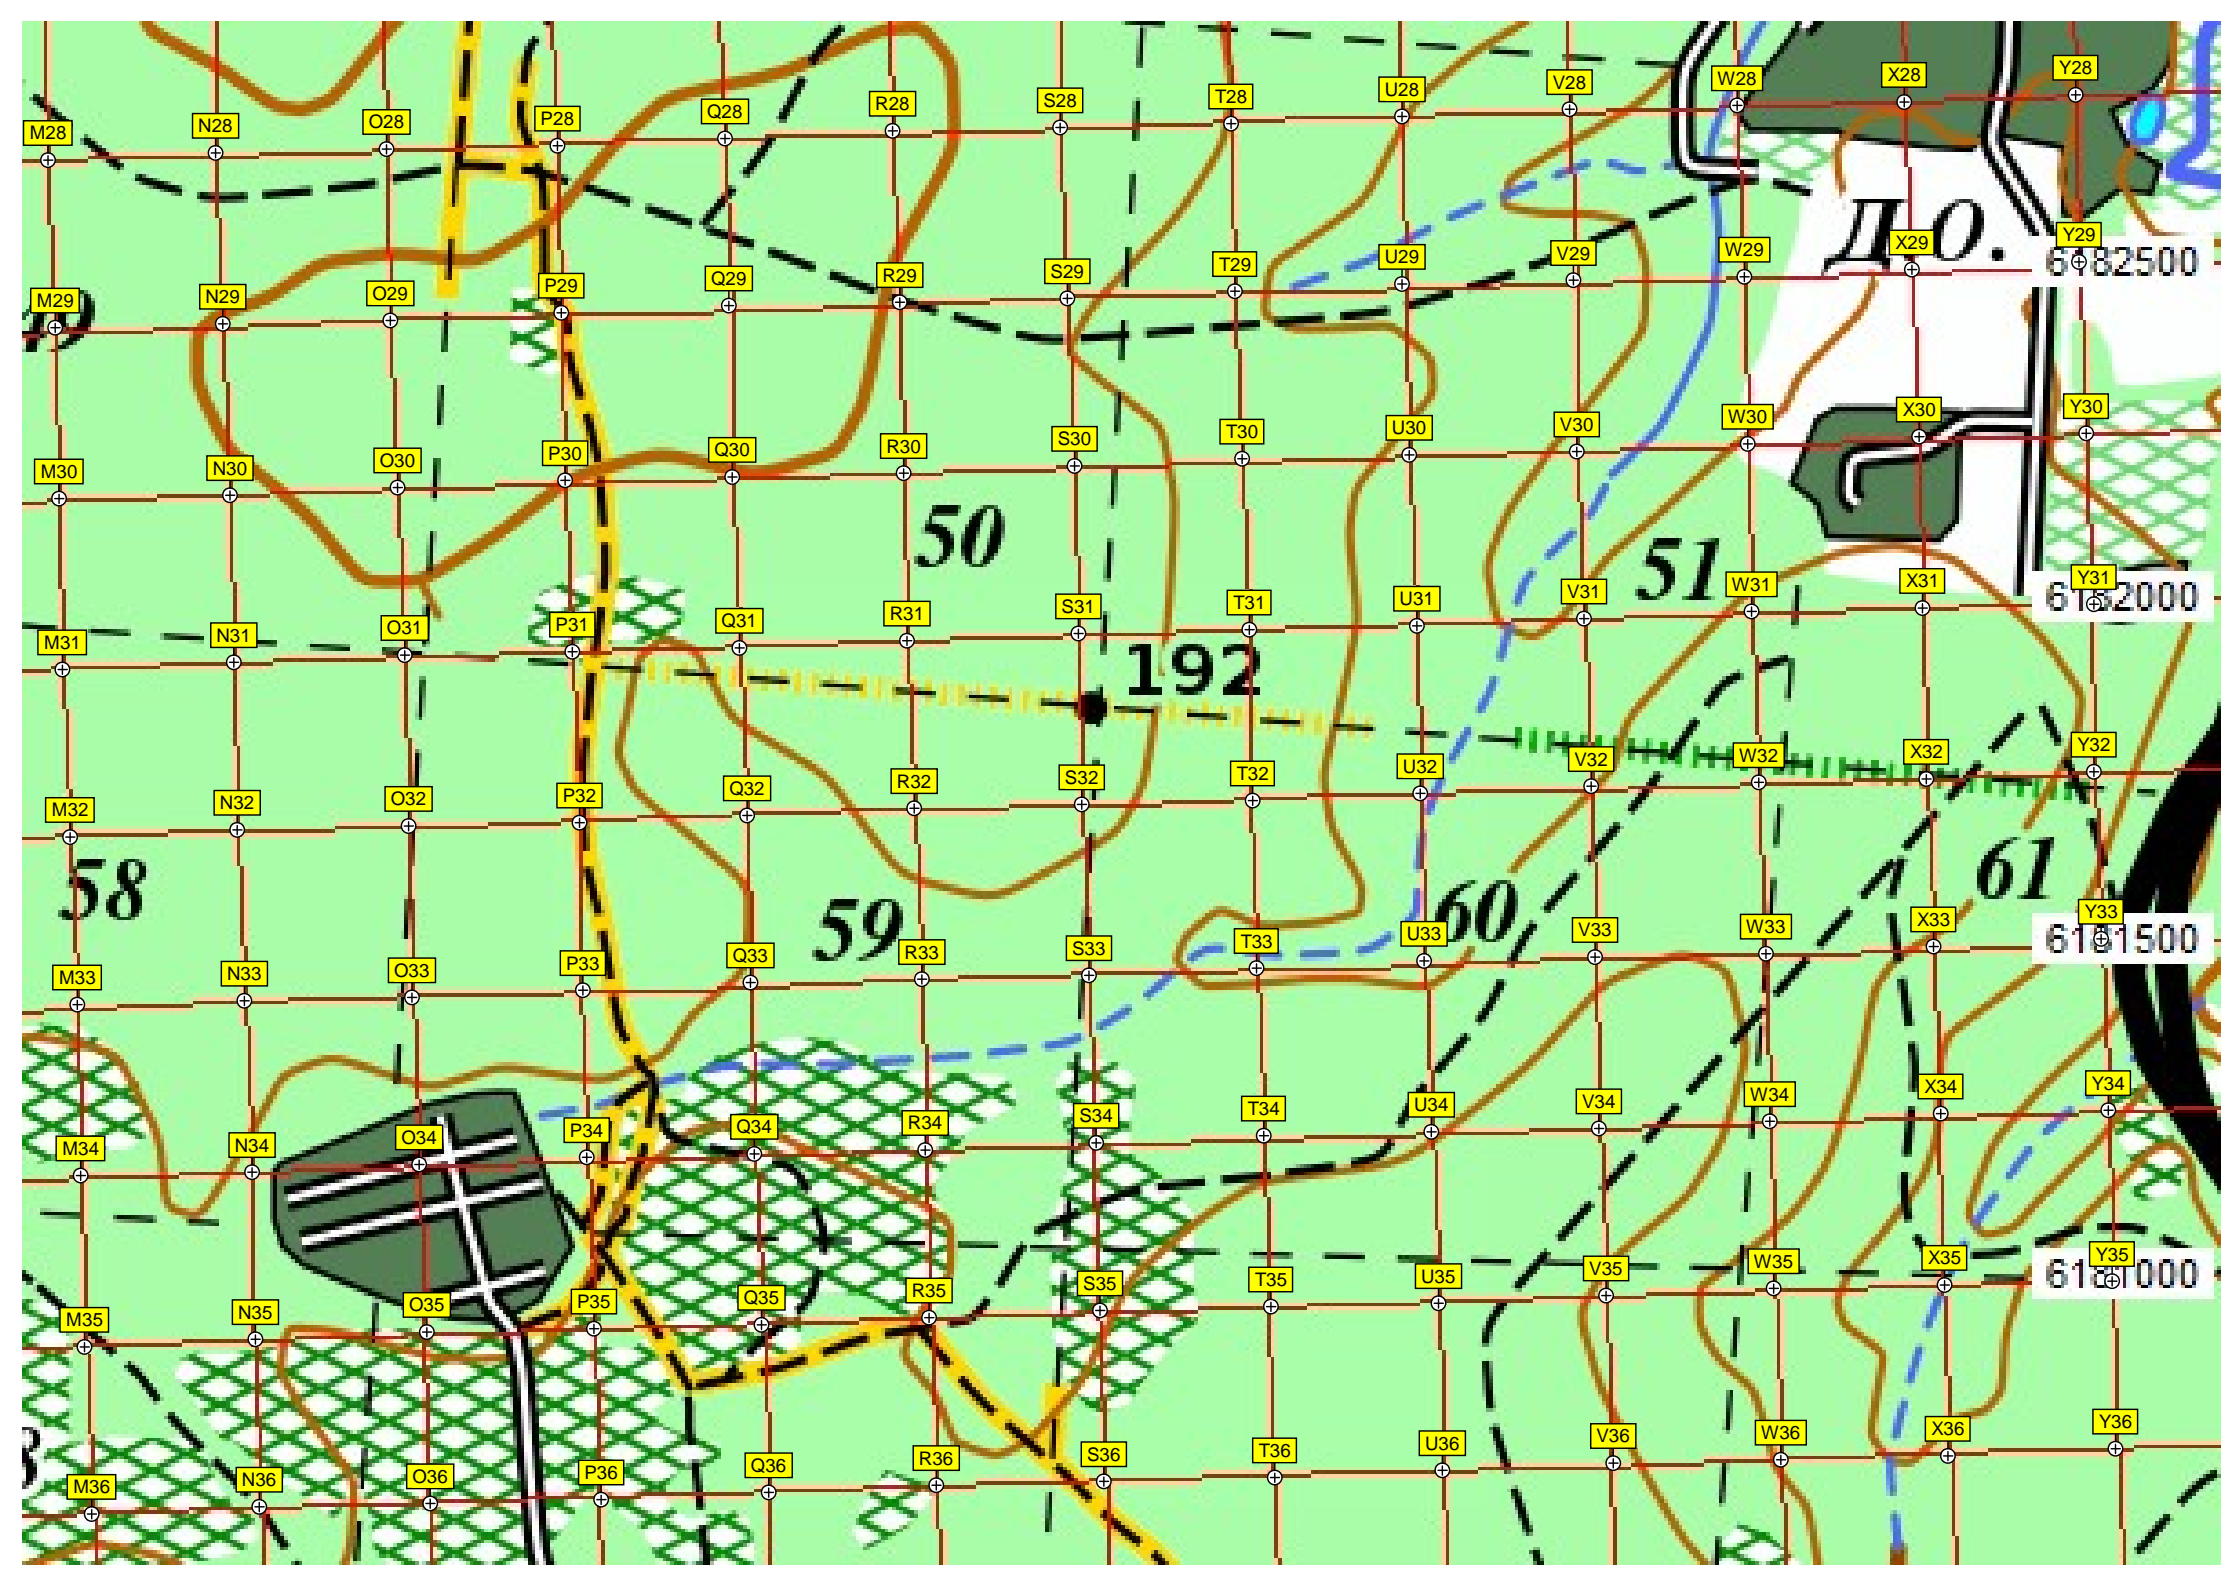 M28 N28 O28 P28 Q28 R28 S28 T28 U28 V28 W28 X28 Y28
Д.О.
M29 N29 O29 P29 Q29 R29 S29 T29 U29 V29 W29 X29 Y29
6182500
M30 N30 O30 P30 Q30 R30 S30 T30 U30 V30 W30 X30 Y30
50
51
M31 N31 O31 P31 Q31 R31 S31 T31 U31 V31 W31 X31 Y31
6182000
192
M32 N32 O32 P32 Q32 R32 S32 T32 U32 V32 W32 X32 Y32
58
59
60
61
M33 N33 O33 P33 Q33 R33 S33 T33 U33 V33 W33 X33 Y33
6181500
M34 N34 O34 P34 Q34 R34 S34 T34 U34 V34 W34 X34 Y34
M35 N35 O35 P35 Q35 R35 S35 T35 U35 V35 W35 X35 Y35
6181000
M36 N36 O36 P36 Q36 R36 S36 T36 U36 V36 W36 X36 Y36